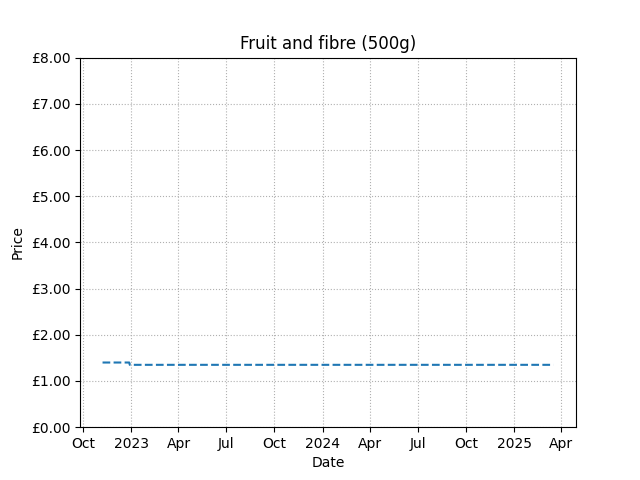 Fruit and fibre (500g)
£8.00
£7.00
£6.00
£5.00
£4.00
£3.00
£2.00
£1.00
£0.00
Price
Oct 2023 Apr Jul Oct 2024 Apr Jul Oct 2025 Apr
Date